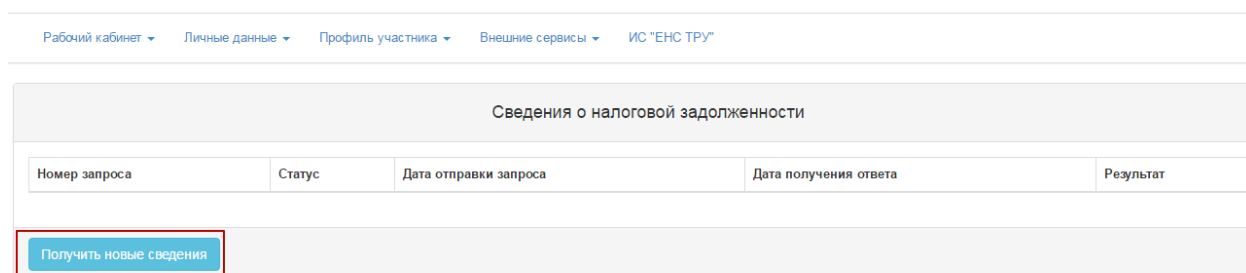 Рабочий кабинет Личные данные Профиль участника Внешние сервисы ИС "ЕНС ТРУ"
Сведения о налоговой задолженности
Номер запроса Статус Дата отправки запроса Дата получения ответа Результат
Получить новые сведения